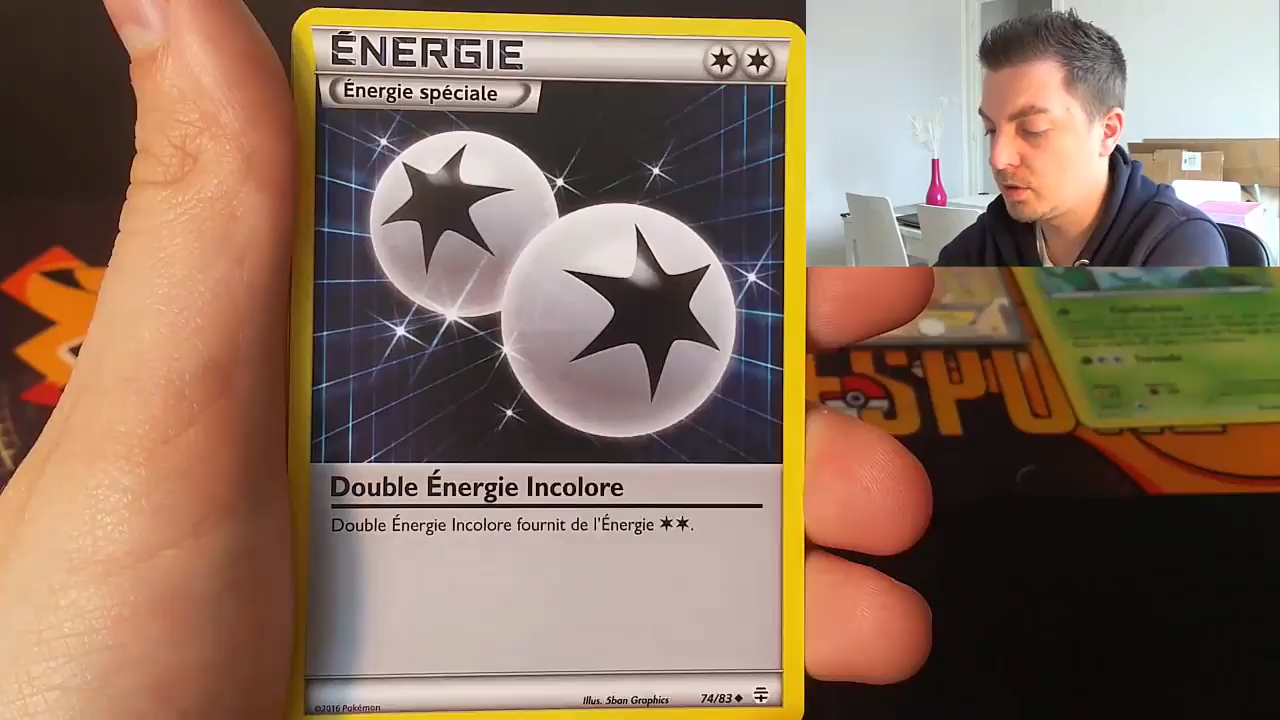 ÉNERGIE
Énergie spéciale
Double Énergie Incolore
Double Énergie Incolore fournit de l'Énergie ✶✶.
Illus. 5ban Graphics
74/83 ◆
©2016 Pokémon